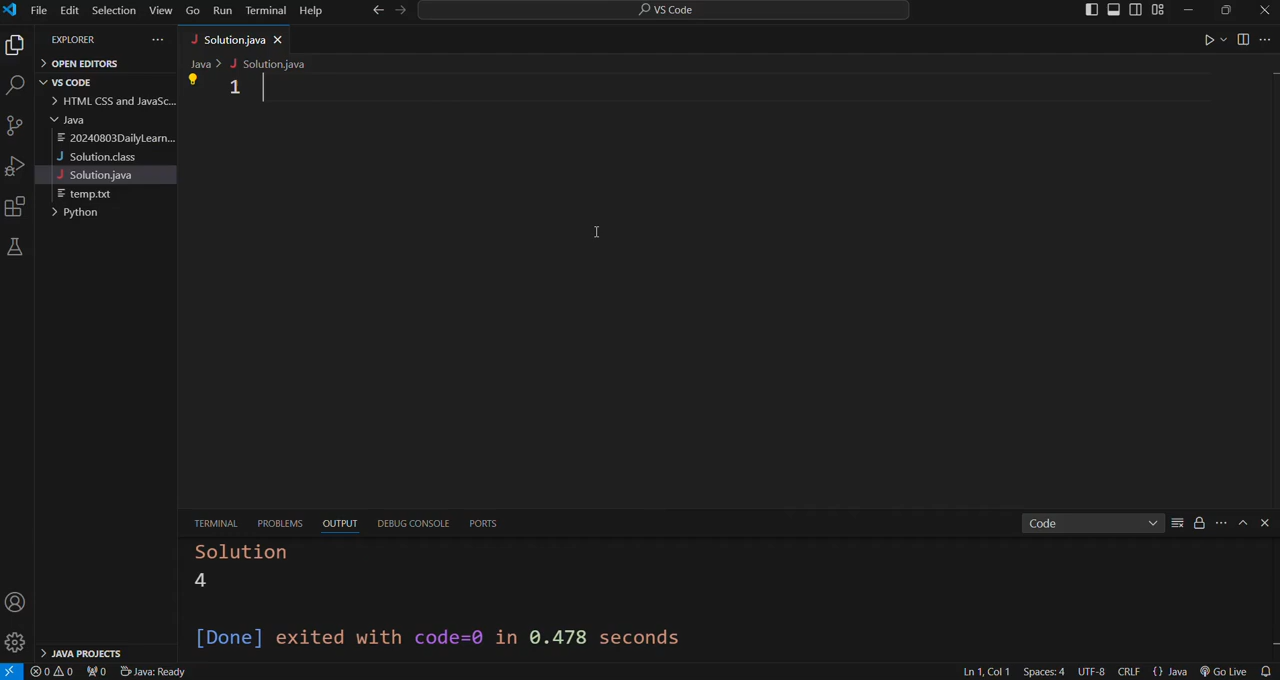 File Edit Selection View Go Run Terminal Help
VS Code
EXPLORER
Solution.java
OPEN EDITORS
Java > Solution.java
VS CODE
1
HTML CSS and JavaSc...
Java
20240803DailyLearn...
Solution.class
Solution.java
temp.txt
Python
TERMINAL PROBLEMS OUTPUT DEBUG CONSOLE PORTS
Code
Solution
4
[Done] exited with code=0 in 0.478 seconds
JAVA PROJECTS
0 0 0 Java: Ready Ln 1, Col 1 Spaces: 4 UTF-8 CRLF {} Java Go Live